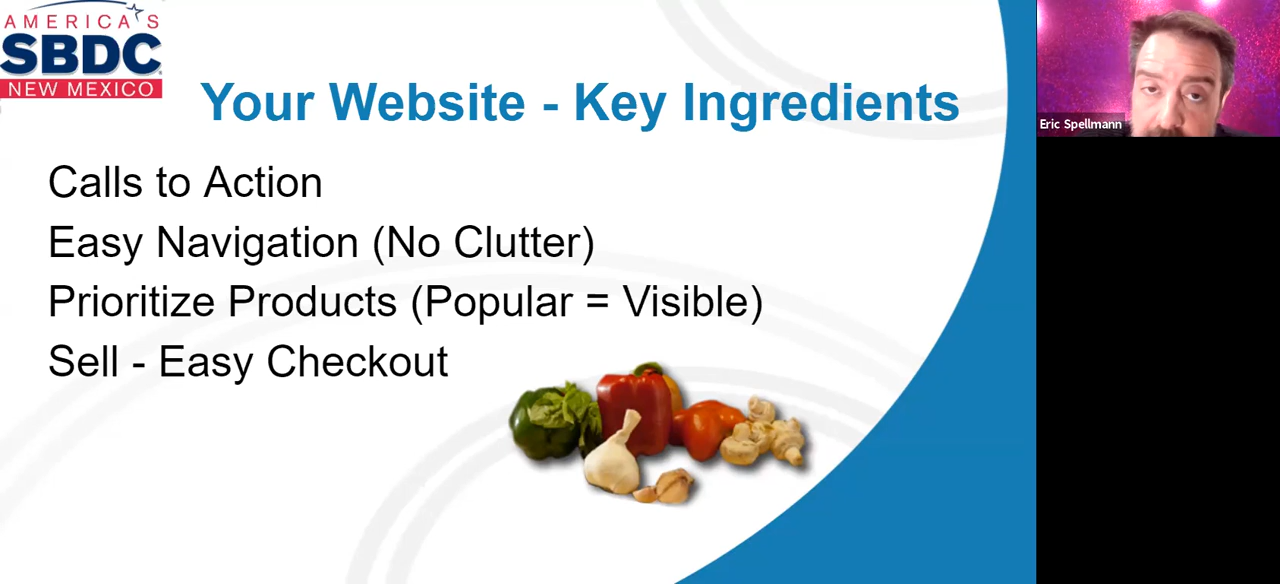 AMERICA'S
SBDC
NEW MEXICO
Your Website - Key Ingredients
Calls to Action
Easy Navigation (No Clutter)
Prioritize Products (Popular = Visible)
Sell - Easy Checkout
Eric Spellmann